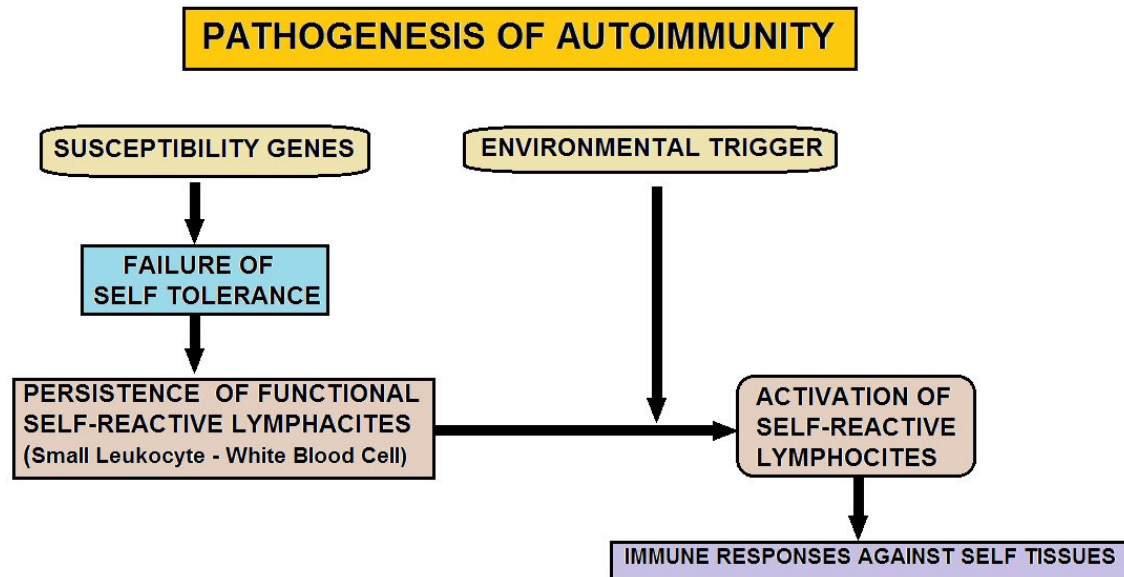 PATHOGENESIS OF AUTOIMMUNITY
SUSCEPTIBILITY GENES
ENVIRONMENTAL TRIGGER
FAILURE OF
SELF TOLERANCE
PERSISTENCE OF FUNCTIONAL
SELF-REACTIVE LYMPHACITES
(Small Leukocyte - White Blood Cell)
ACTIVATION OF
SELF-REACTIVE
LYMPHOCITES
IMMUNE RESPONSES AGAINST SELF TISSUES